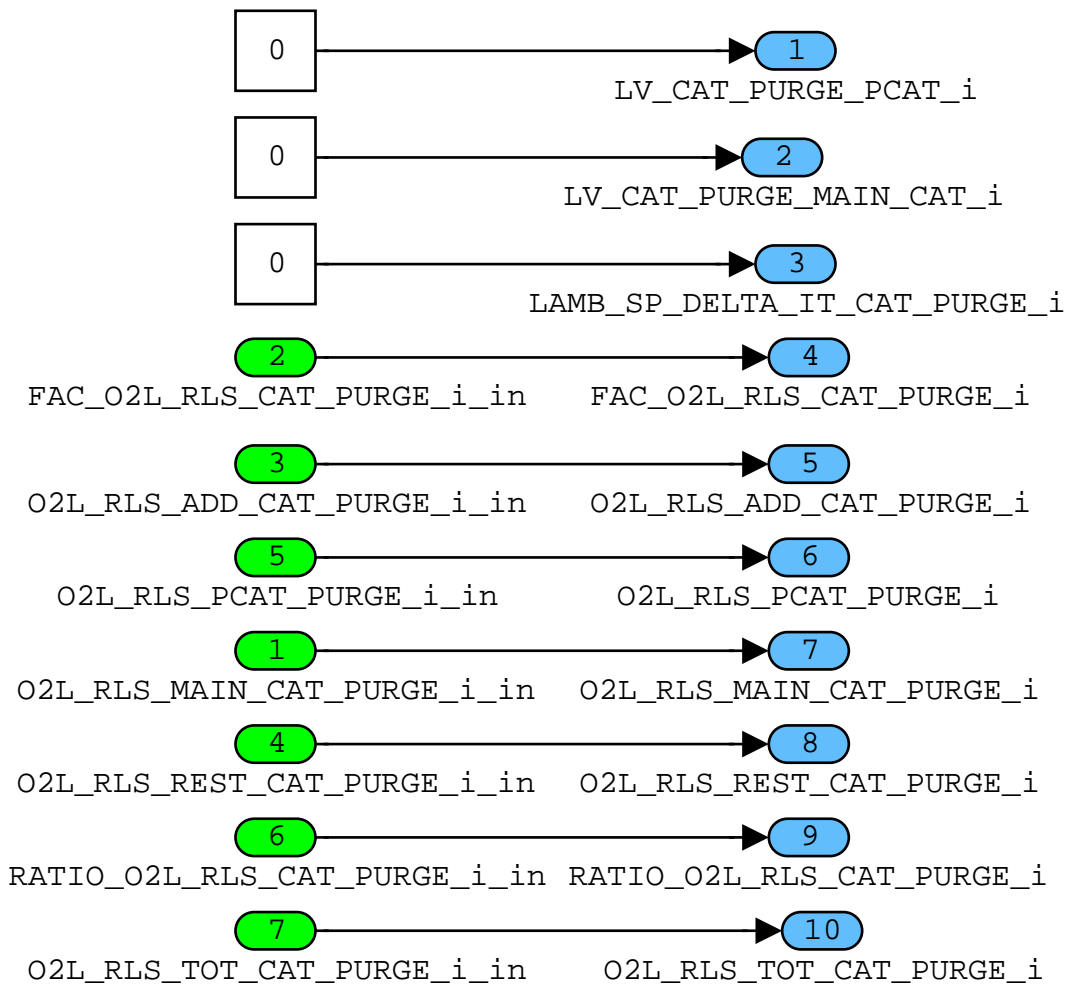 0 1
LV_CAT_PURGE_PCAT_i
0 2
LV_CAT_PURGE_MAIN_CAT_i
0 3
LAMB_SP_DELTA_IT_CAT_PURGE_i
2 4
FAC_O2L_RLS_CAT_PURGE_i_in FAC_O2L_RLS_CAT_PURGE_i
3 5
O2L_RLS_ADD_CAT_PURGE_i_in O2L_RLS_ADD_CAT_PURGE_i
5 6
O2L_RLS_PCAT_PURGE_i_in O2L_RLS_PCAT_PURGE_i
1 7
O2L_RLS_MAIN_CAT_PURGE_i_in O2L_RLS_MAIN_CAT_PURGE_i
4 8
O2L_RLS_REST_CAT_PURGE_i_in O2L_RLS_REST_CAT_PURGE_i
6 9
RATIO_O2L_RLS_CAT_PURGE_i_in RATIO_O2L_RLS_CAT_PURGE_i
7 10
O2L_RLS_TOT_CAT_PURGE_i_in O2L_RLS_TOT_CAT_PURGE_i